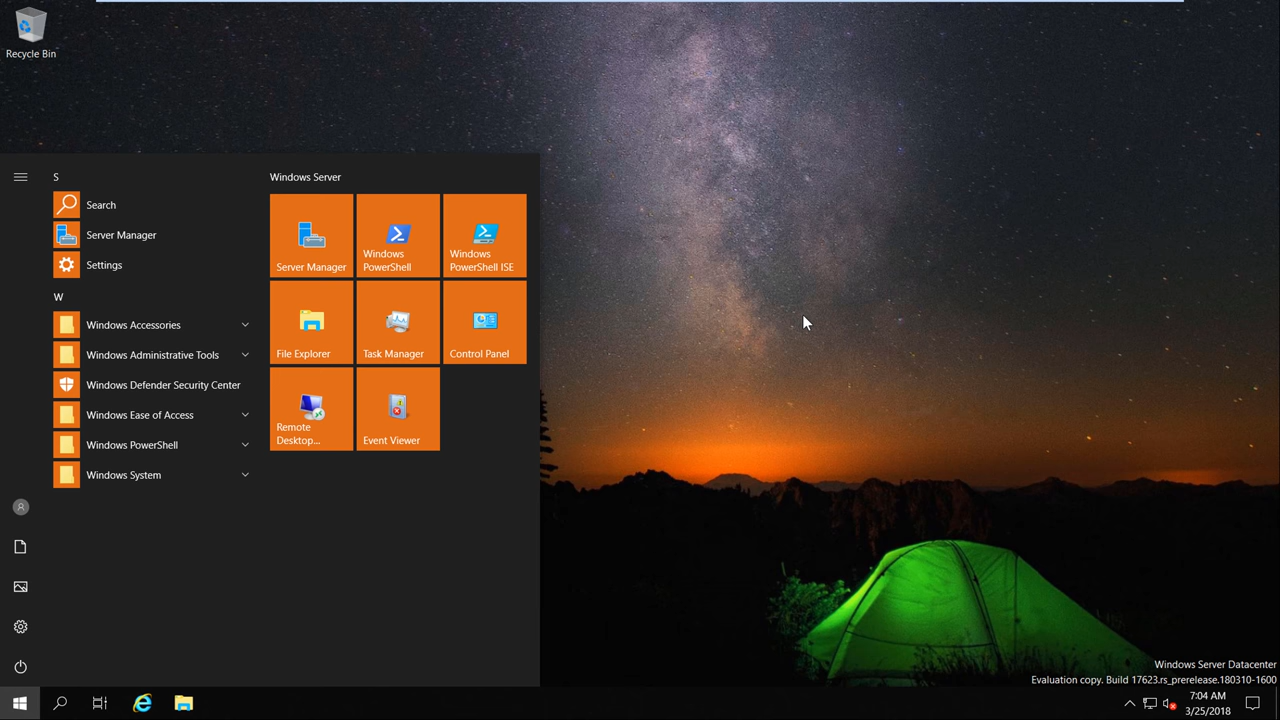 Recycle Bin
S
Search
Server Manager
Settings
W
Windows Accessories
Windows Administrative Tools
Windows Defender Security Center
Windows Ease of Access
Windows PowerShell
Windows System
Windows Server
Server Manager
Windows
PowerShell
Windows
PowerShell ISE
File Explorer
Task Manager
Control Panel
Remote
Desktop...
Event Viewer
Windows Server Datacenter
Evaluation copy. Build 17623.rs_prerelease.180310-1600
7:04 AM
3/25/2018